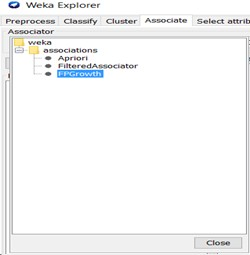 Weka Explorer
Preprocess Classify Cluster Associate Select attrib
Associator
weka
associations
Apriori
FilteredAssociator
FPGrowth
Close